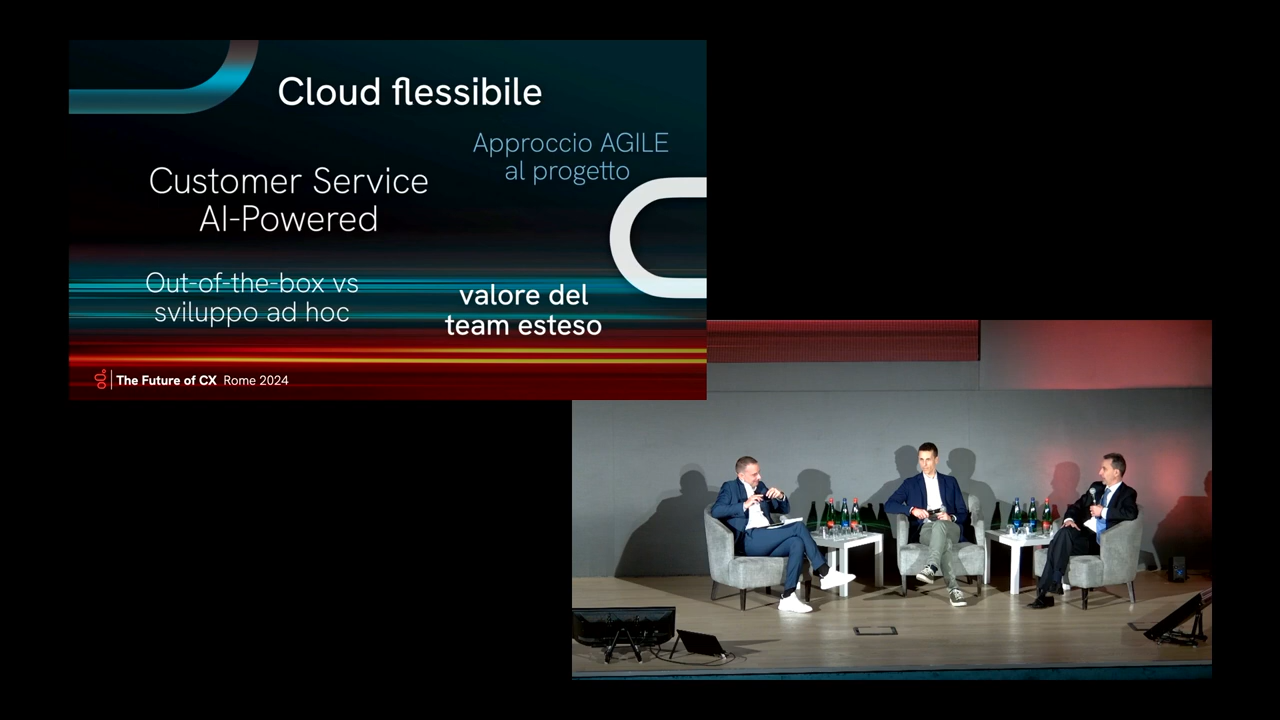 Cloud flessibile
Approccio AGILE
al progetto
Customer Service
AI-Powered
Out-of-the-box vs
sviluppo ad hoc
valore del
team esteso
The Future of CX Rome 2024